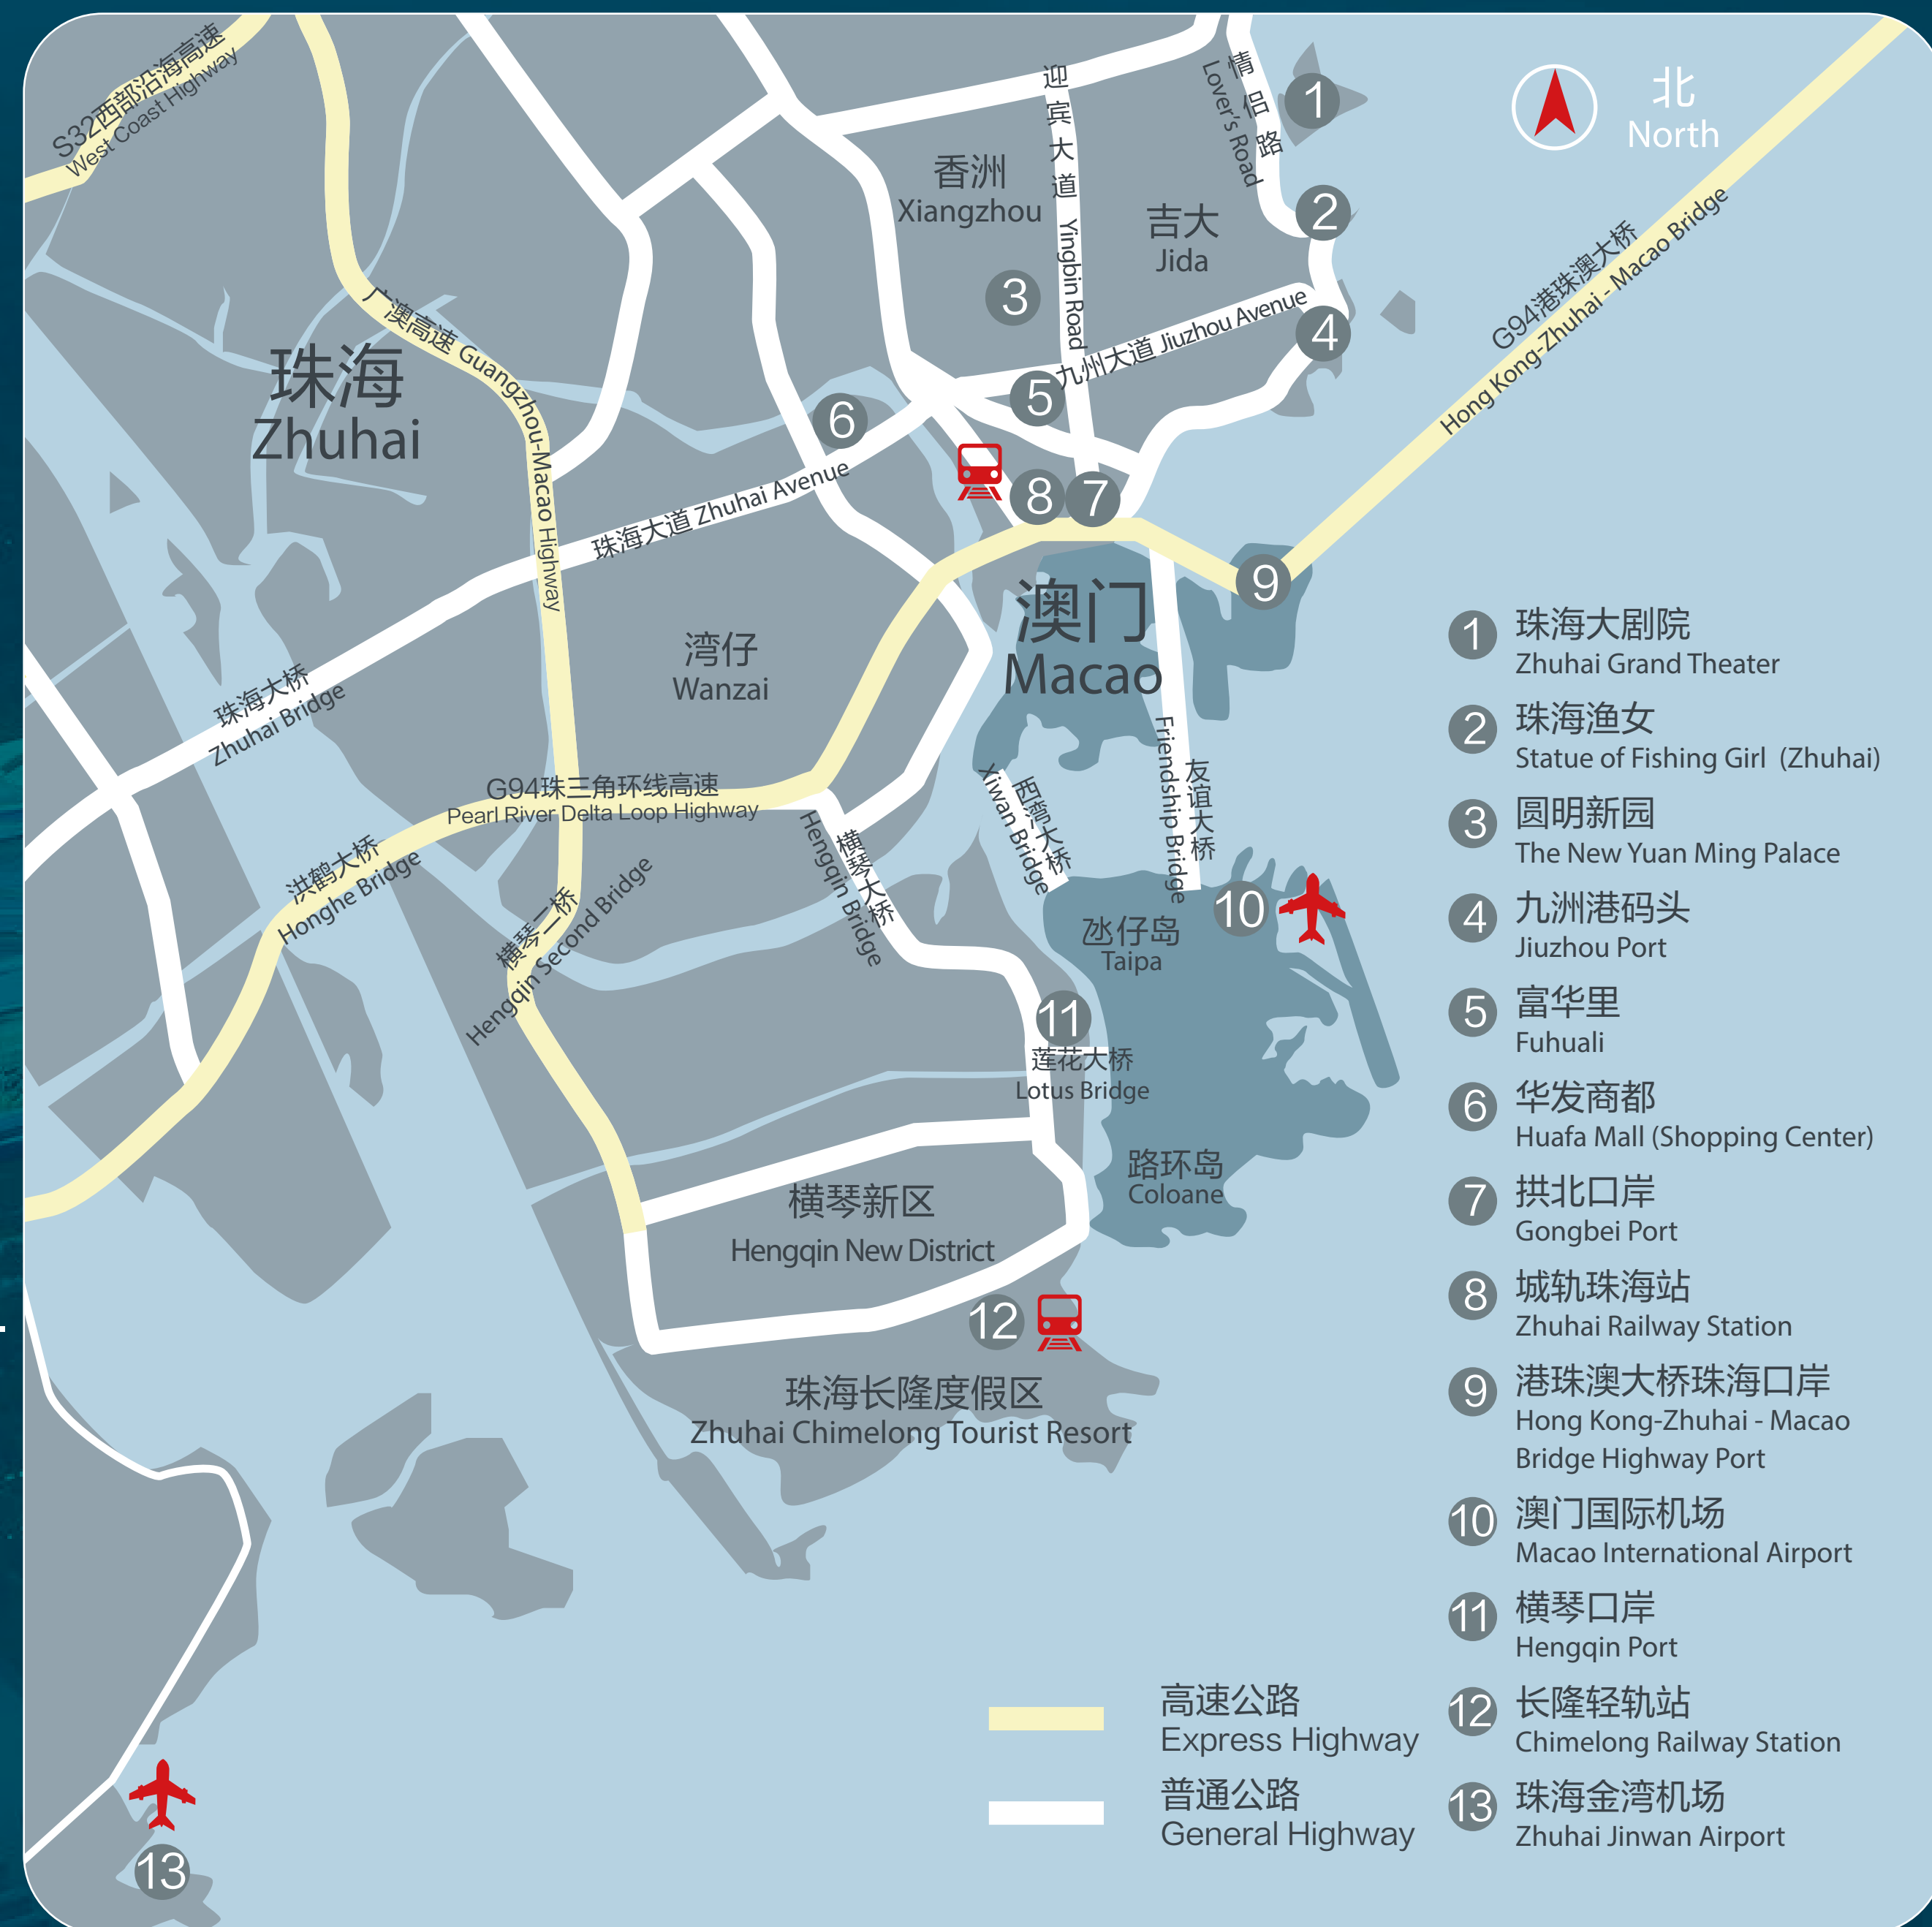 S32西部沿海高速
West Coast Highway
情侣路
Lover's Road
1
北
North
迎宾大道 Yingbin Road
香洲
Xiangzhou
吉大
Jida
2
3
G94港珠澳大桥
Hong Kong-Zhuhai - Macao Bridge
广澳高速 Guangzhou-Macao Highway
九州大道 Jiuzhou Avenue
4
珠海
Zhuhai
5
6
珠海大道 Zhuhai Avenue
8
7
9
澳门
Macao
湾仔
Wanzai
珠海大桥
Zhuhai Bridge
G94珠三角环线高速
Pearl River Delta Loop Highway
西湾大桥
Xiwan Bridge
友谊大桥
Friendship Bridge
横琴大桥
Hengqin Bridge
洪鹤大桥
Honghe Bridge
横琴二桥
Hengqin Second Bridge
10
氹仔岛
Taipa
11
莲花大桥
Lotus Bridge
路环岛
Coloane
横琴新区
Hengqin New District
12
珠海长隆度假区
Zhuhai Chimelong Tourist Resort
13
高速公路
Express Highway
普通公路
General Highway
1 珠海大剧院
Zhuhai Grand Theater
2 珠海渔女
Statue of Fishing Girl (Zhuhai)
3 圆明新园
The New Yuan Ming Palace
4 九洲港码头
Jiuzhou Port
5 富华里
Fuhuali
6 华发商都
Huafa Mall (Shopping Center)
7 拱北口岸
Gongbei Port
8 城轨珠海站
Zhuhai Railway Station
9 港珠澳大桥珠海口岸
Hong Kong-Zhuhai - Macao
Bridge Highway Port
10 澳门国际机场
Macao International Airport
11 横琴口岸
Hengqin Port
12 长隆轻轨站
Chimelong Railway Station
13 珠海金湾机场
Zhuhai Jinwan Airport